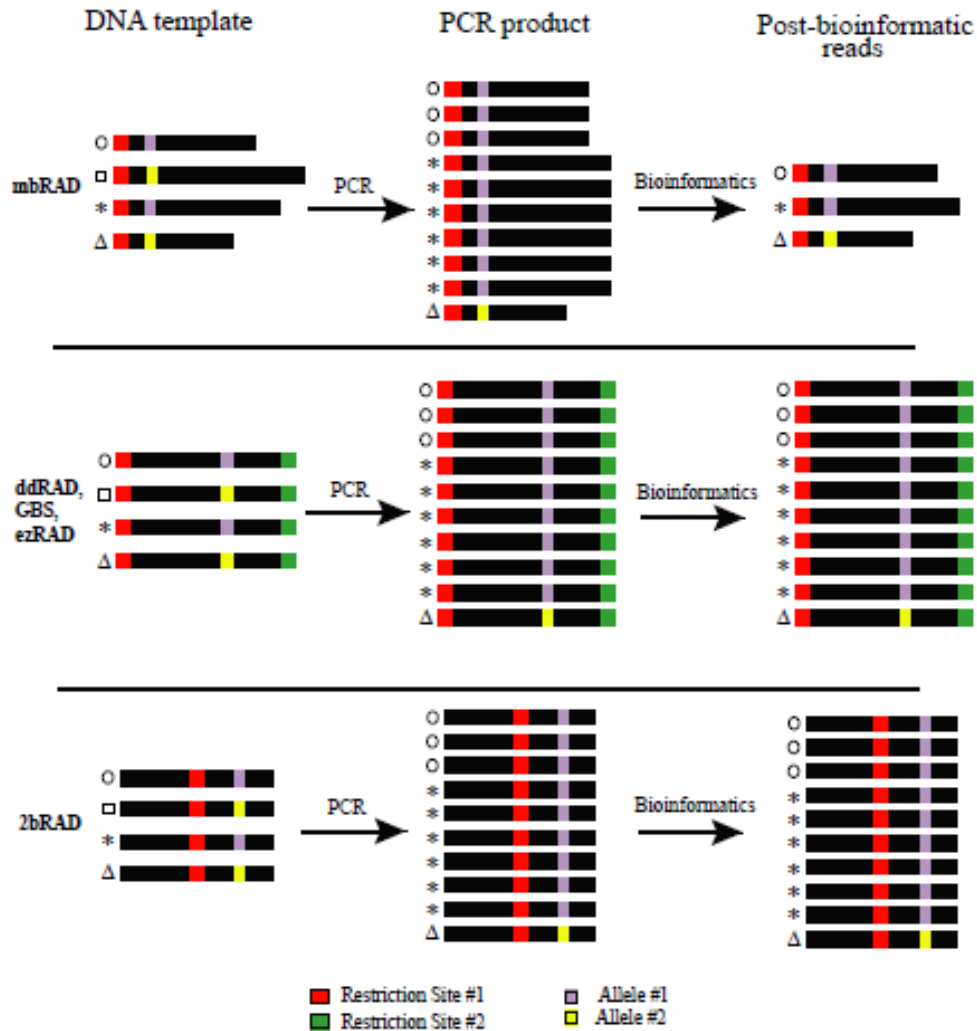 DNA template
PCR product
Post-bioinformatic
reads
mbRAD
O
□
*
Δ
PCR
O
O
O
*
*
*
*
*
*
Δ
Bioinformatics
O
*
Δ
ddRAD,
GBS,
ezRAD
O
□
*
Δ
PCR
O
O
O
*
*
*
*
*
*
Δ
Bioinformatics
O
O
O
*
*
*
*
*
*
Δ
2bRAD
O
□
*
Δ
PCR
O
O
O
*
*
*
*
*
*
Δ
Bioinformatics
O
O
O
*
*
*
*
*
*
Δ
Restriction Site #1
Allele #1
Restriction Site #2
Allele #2